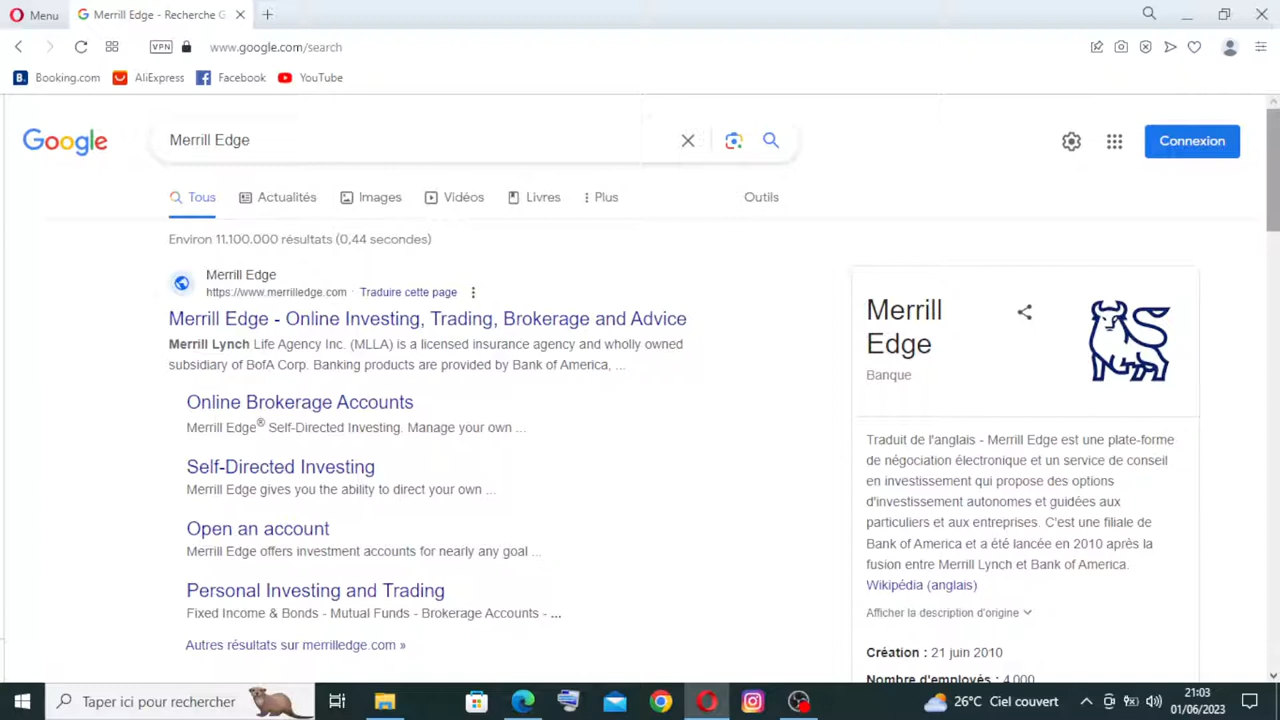 Menu
Merrill Edge - Recherche G
VPN
www.google.com/search
B.
Booking.com
AliExpress
Facebook
YouTube
Google
Merrill Edge
Connexion
Tous
Actualités
Images
Vidéos
Livres
Plus
Outils
Environ 11.100.000 résultats (0,44 secondes)
Merrill Edge
https://www.merrilledge.com · Traduire cette page
Merrill Edge - Online Investing, Trading, Brokerage and Advice
Merrill Lynch Life Agency Inc. (MLLA) is a licensed insurance agency and wholly owned
subsidiary of BofA Corp. Banking products are provided by Bank of America, ...
Online Brokerage Accounts
Merrill Edge® Self-Directed Investing. Manage your own ...
Self-Directed Investing
Merrill Edge gives you the ability to direct your own ...
Open an account
Merrill Edge offers investment accounts for nearly any goal ...
Personal Investing and Trading
Fixed Income & Bonds - Mutual Funds - Brokerage Accounts - ...
Autres résultats sur merrilledge.com »
Merrill
Edge
Banque
Traduit de l'anglais - Merrill Edge est une plate-forme
de négociation électronique et un service de conseil
en investissement qui propose des options
d'investissement autonomes et guidées aux
particuliers et aux entreprises. C'est une filiale de
Bank of America et a été lancée en 2010 après la
fusion entre Merrill Lynch et Bank of America.
Wikipédia (anglais)
Afficher la description d'origine
Création : 21 juin 2010
Nombre d'employés : 4 000
Taper ici pour rechercher
26°C Ciel couvert
21:03
01/06/2023